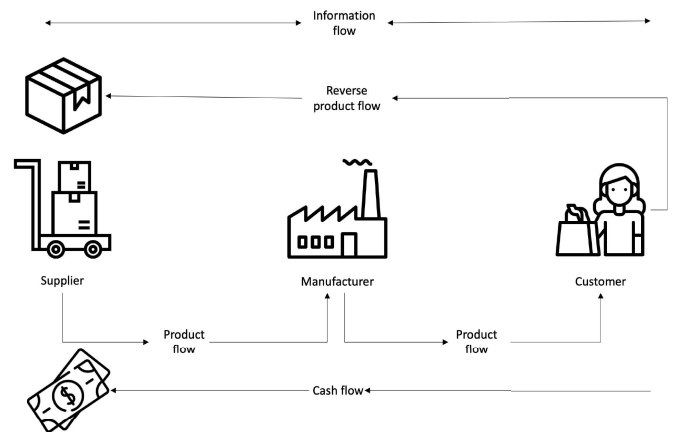 Information
flow
Reverse
product flow
Supplier
Manufacturer
Customer
Product
flow
Product
flow
Cash flow